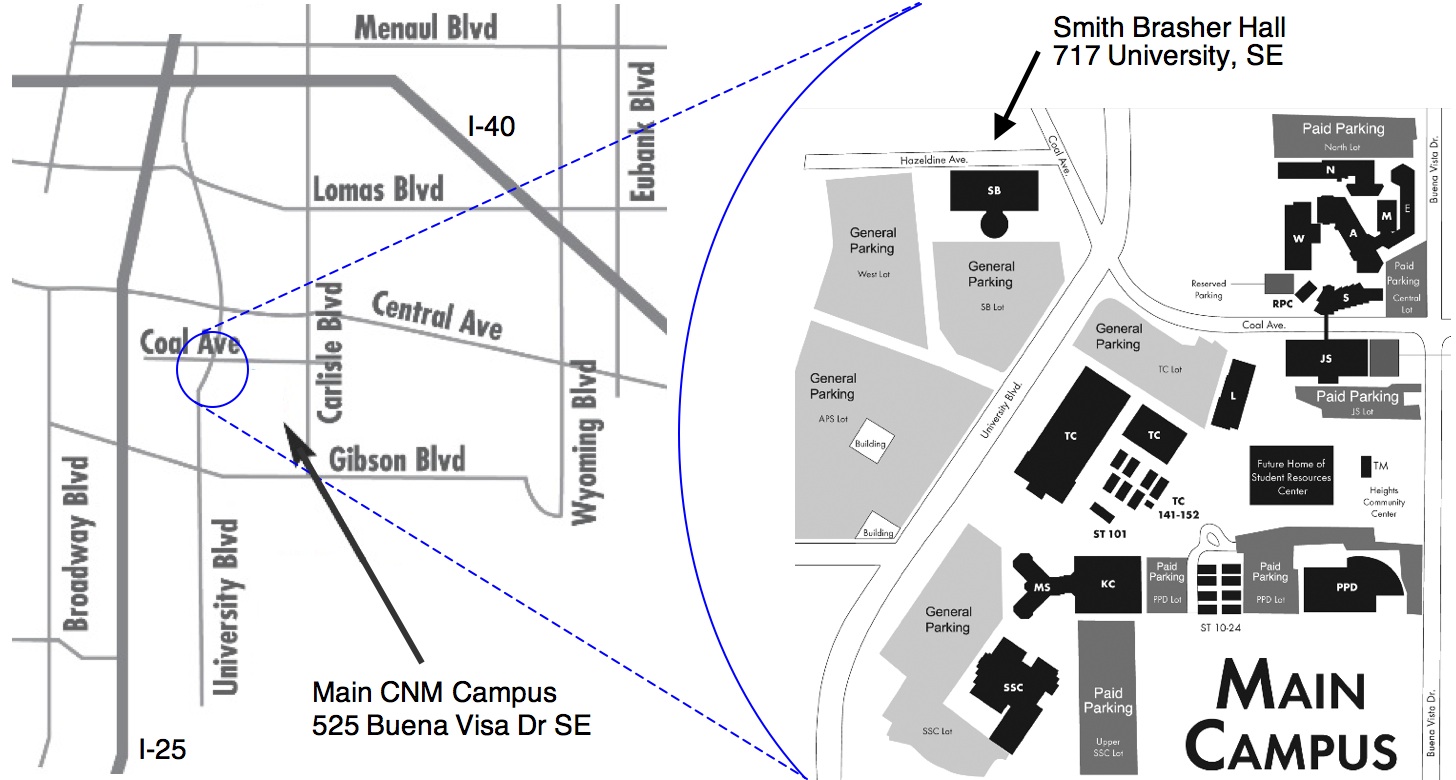 Menaul Blvd
Eubank Blvd
I-40
Lomas Blvd
Central Ave
Carlisle Blvd
Coal Ave
Wyoming Blvd
Gibson Blvd
Broadway Blvd
University Blvd
Main CNM Campus
525 Buena Visa Dr SE
I-25
Smith Brasher Hall
717 University, SE
Hazeldine Ave.
Coal Ave.
SB
General
Parking
West Lot
General
Parking
SB Lot
General
Parking
APS Lot
Building
Building
University Blvd.
Paid Parking
North Lot
Buena Vista Dr.
N
E
M
A
W
Paid
Parking
Central
Lot
Reserved
Parking
RPC
S
Coal Ave.
JS
Paid Parking
JS Lot
General
Parking
TC Lot
L
TC
TC
TC
141-152
ST 101
Future Home of
Student Resources
Center
TM
Heights
Community
Center
MS
KC
Paid
Parking
PPD Lot
ST 10-24
Paid
Parking
PPD Lot
PPD
General
Parking
SSC Lot
SSC
Paid
Parking
Upper
SSC Lot
MAIN
CAMPUS
Buena Vista Dr.